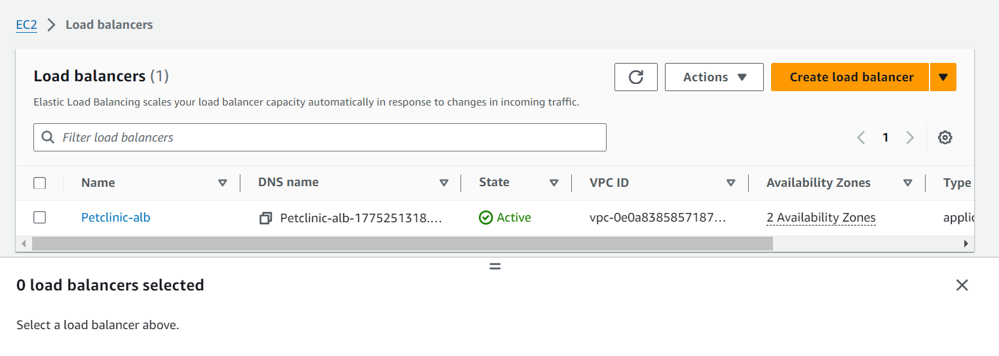 EC2 > Load balancers
Load balancers (1)
Actions
Create load balancer
Elastic Load Balancing scales your load balancer capacity automatically in response to changes in incoming traffic.
Filter load balancers
1
Name DNS name State VPC ID Availability Zones Type
Petclinic-alb Petclinic-alb-1775251318.... Active vpc-0e0a8385857187... 2 Availability Zones applic
0 load balancers selected
Select a load balancer above.